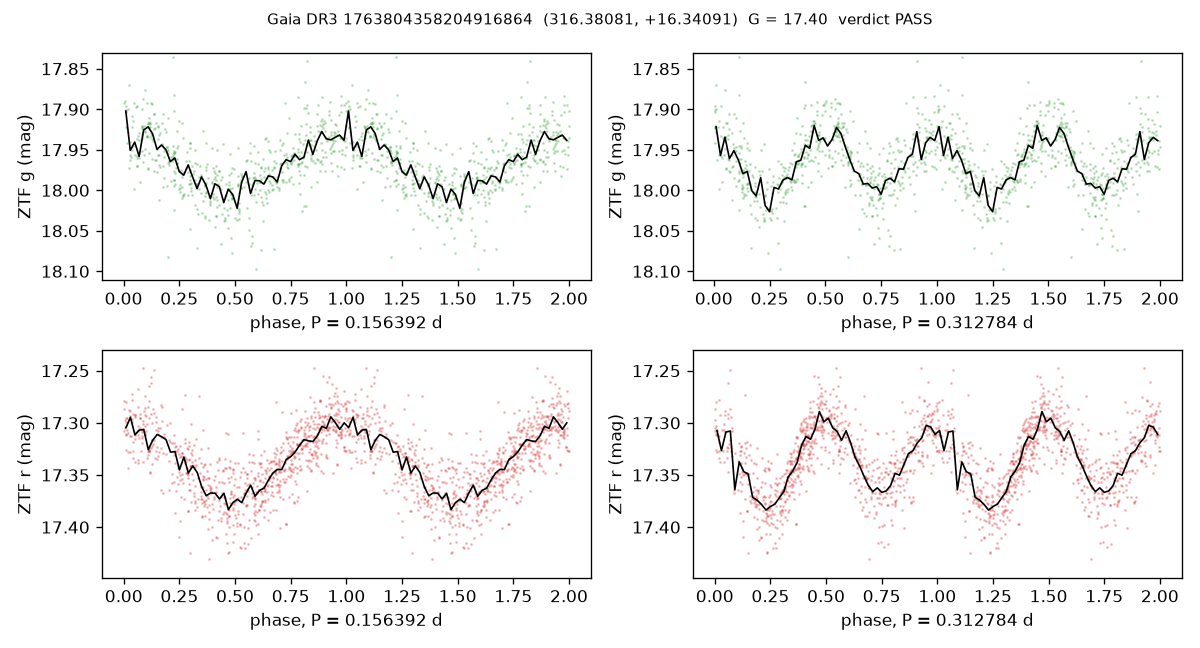 Gaia DR3 1763804358204916864 (316.38081, +16.34091) G = 17.40 verdict PASS
ZTF g (mag)
17.85
17.90
17.95
18.00
18.05
18.10
0.00 0.25 0.50 0.75 1.00 1.25 1.50 1.75 2.00
phase, P = 0.156392 d
ZTF g (mag)
17.85
17.90
17.95
18.00
18.05
18.10
0.00 0.25 0.50 0.75 1.00 1.25 1.50 1.75 2.00
phase, P = 0.312784 d
ZTF r (mag)
17.25
17.30
17.35
17.40
0.00 0.25 0.50 0.75 1.00 1.25 1.50 1.75 2.00
phase, P = 0.156392 d
ZTF r (mag)
17.25
17.30
17.35
17.40
0.00 0.25 0.50 0.75 1.00 1.25 1.50 1.75 2.00
phase, P = 0.312784 d